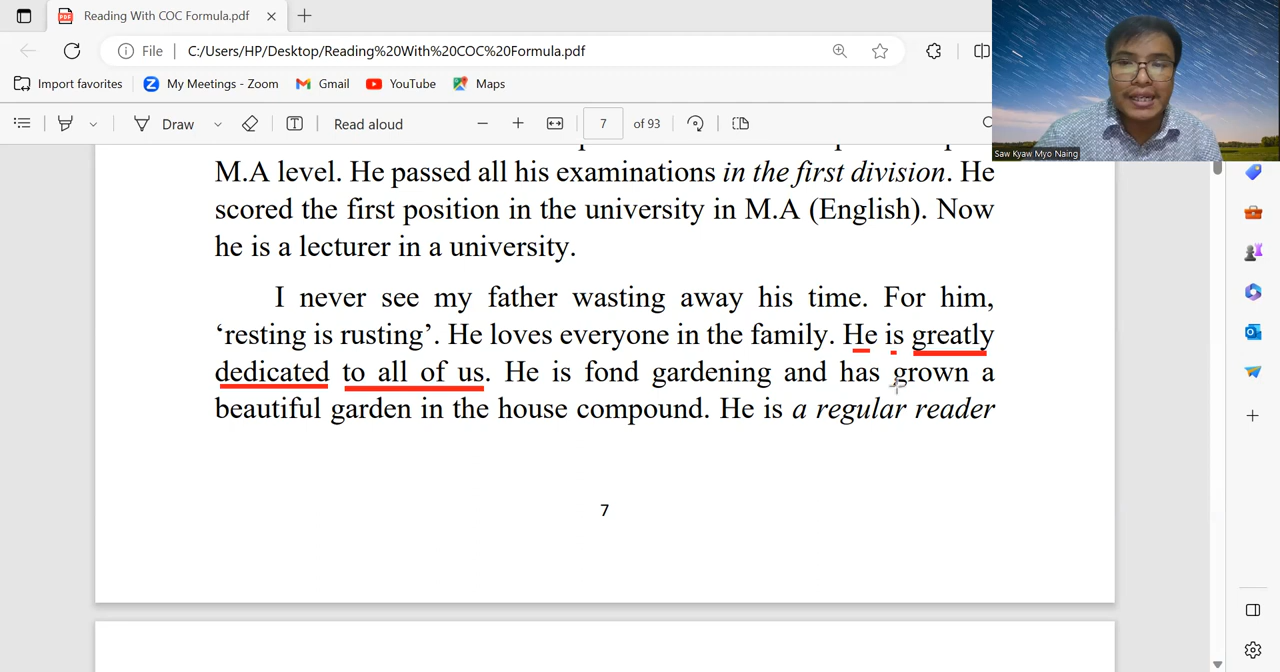 Reading With COC Formula.pdf
File C:/Users/HP/Desktop/Reading%20With%20COC%20Formula.pdf
Import favorites My Meetings - Zoom Gmail YouTube Maps
Draw Read aloud 7 of 93
Saw Kyaw Myo Naing
M.A level. He passed all his examinations in the first division. He
scored the first position in the university in M.A (English). Now
he is a lecturer in a university.
I never see my father wasting away his time. For him,
‘resting is rusting’. He loves everyone in the family. He is greatly
dedicated to all of us. He is fond gardening and has grown a
beautiful garden in the house compound. He is a regular reader
7